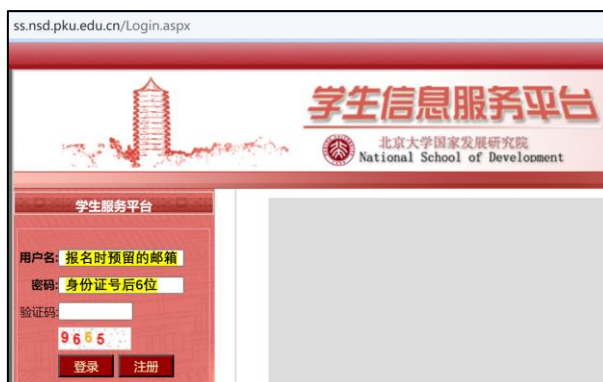 ss.nsd.pku.edu.cn/Login.aspx
学生信息服务平台
北京大学国家发展研究院
National School of Development
学生服务平台
用户名: 报名时预留的邮箱
密码: 身份证号后6位
验证码:
9665
登录 注册